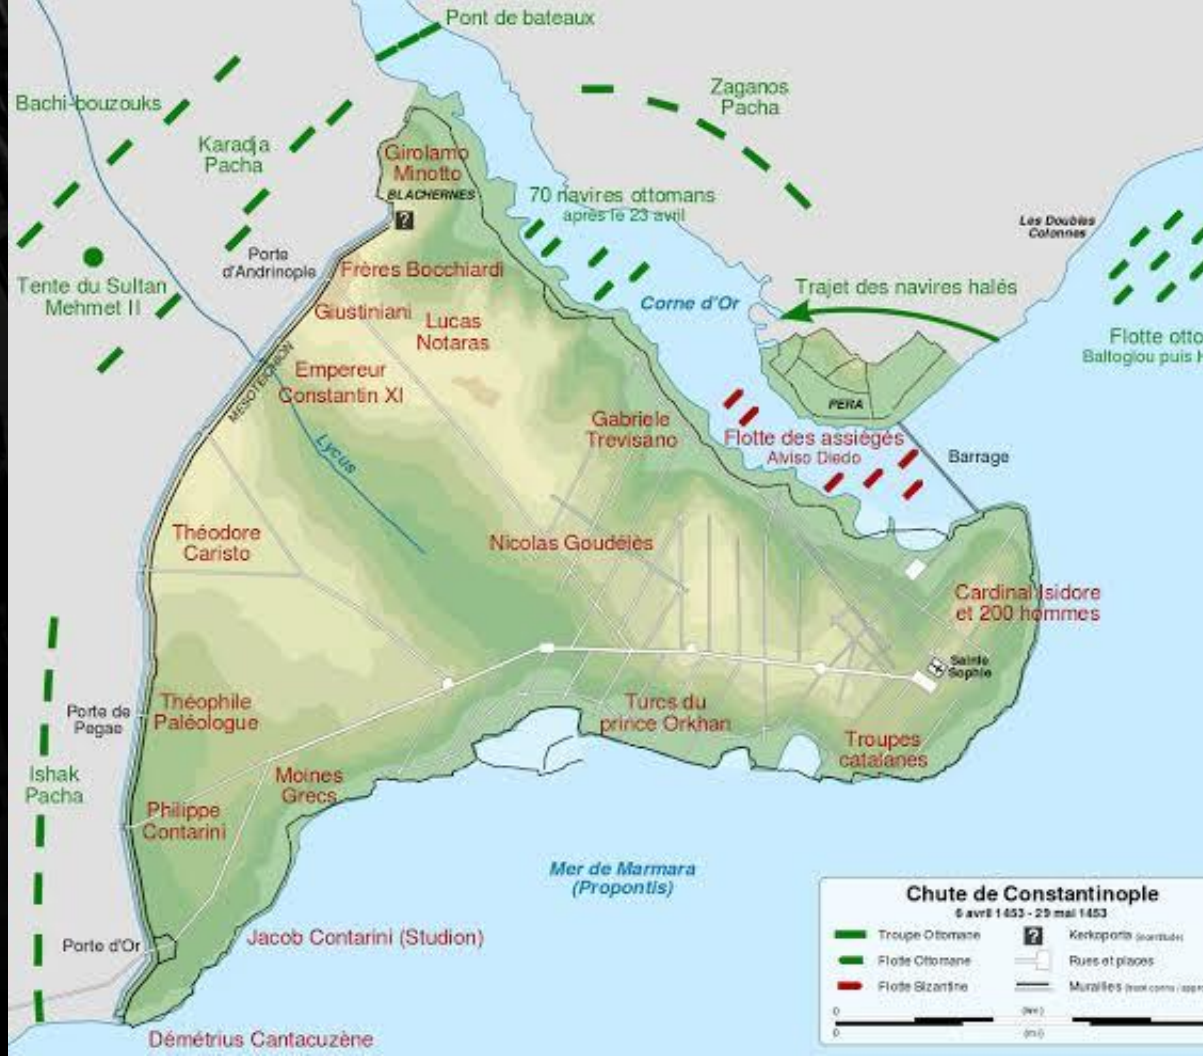 Pont de bateaux
Bachi-bouzouks
Karadja
Pacha
Zaganos
Pacha
Girolamo
Minotto
BLACHERNES
?
70 navires ottomans
après le 23 avril
Les Doubles
Colonnes
Porte
d'Andrinople
Tente du Sultan
Mehmet II
Frères Bocchiardi
Giustiniani
Lucas
Notaras
Corne d'Or
Trajet des navires halés
Flotte otto
Baltoglou puis H
MESOTEICHION
Empereur
Constantin XI
PERA
Gabriele
Trevisano
Flotte des assiégés
Alviso Diedo
Barrage
Lycus
Théodore
Caristo
Nicolas Goudélès
Cardinal Isidore
et 200 hommes
Sainte
Sophie
Théophile
Paléologue
Porte de
Pegae
Turcs du
prince Orkhan
Troupes
catalanes
Ishak
Pacha
Moines
Grecs
Philippe
Contarini
Mer de Marmara
(Propontis)
Porte d'Or
Jacob Contarini (Studion)
Démétrius Cantacuzène
Chute de Constantinople
6 avril 1453 - 29 mai 1453
Troupe Ottomane
? Kerkoporta
Flotte Ottomane
Rues et places
Flotte Bizantine
Murailles
0 (km)
0 (mi)